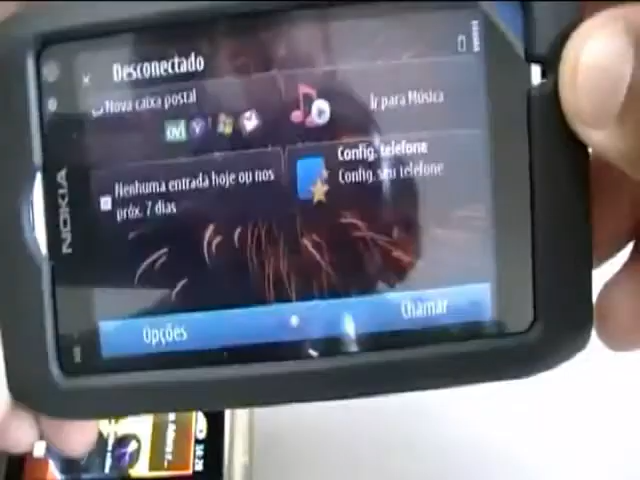 Desconectado
Nova caixa postal
ovi
Ir para Música
Config. telefone
Config. seu telefone
Nenhuma entrada hoje ou nos
próx. 7 dias
Opções
Chamar
NOKIA